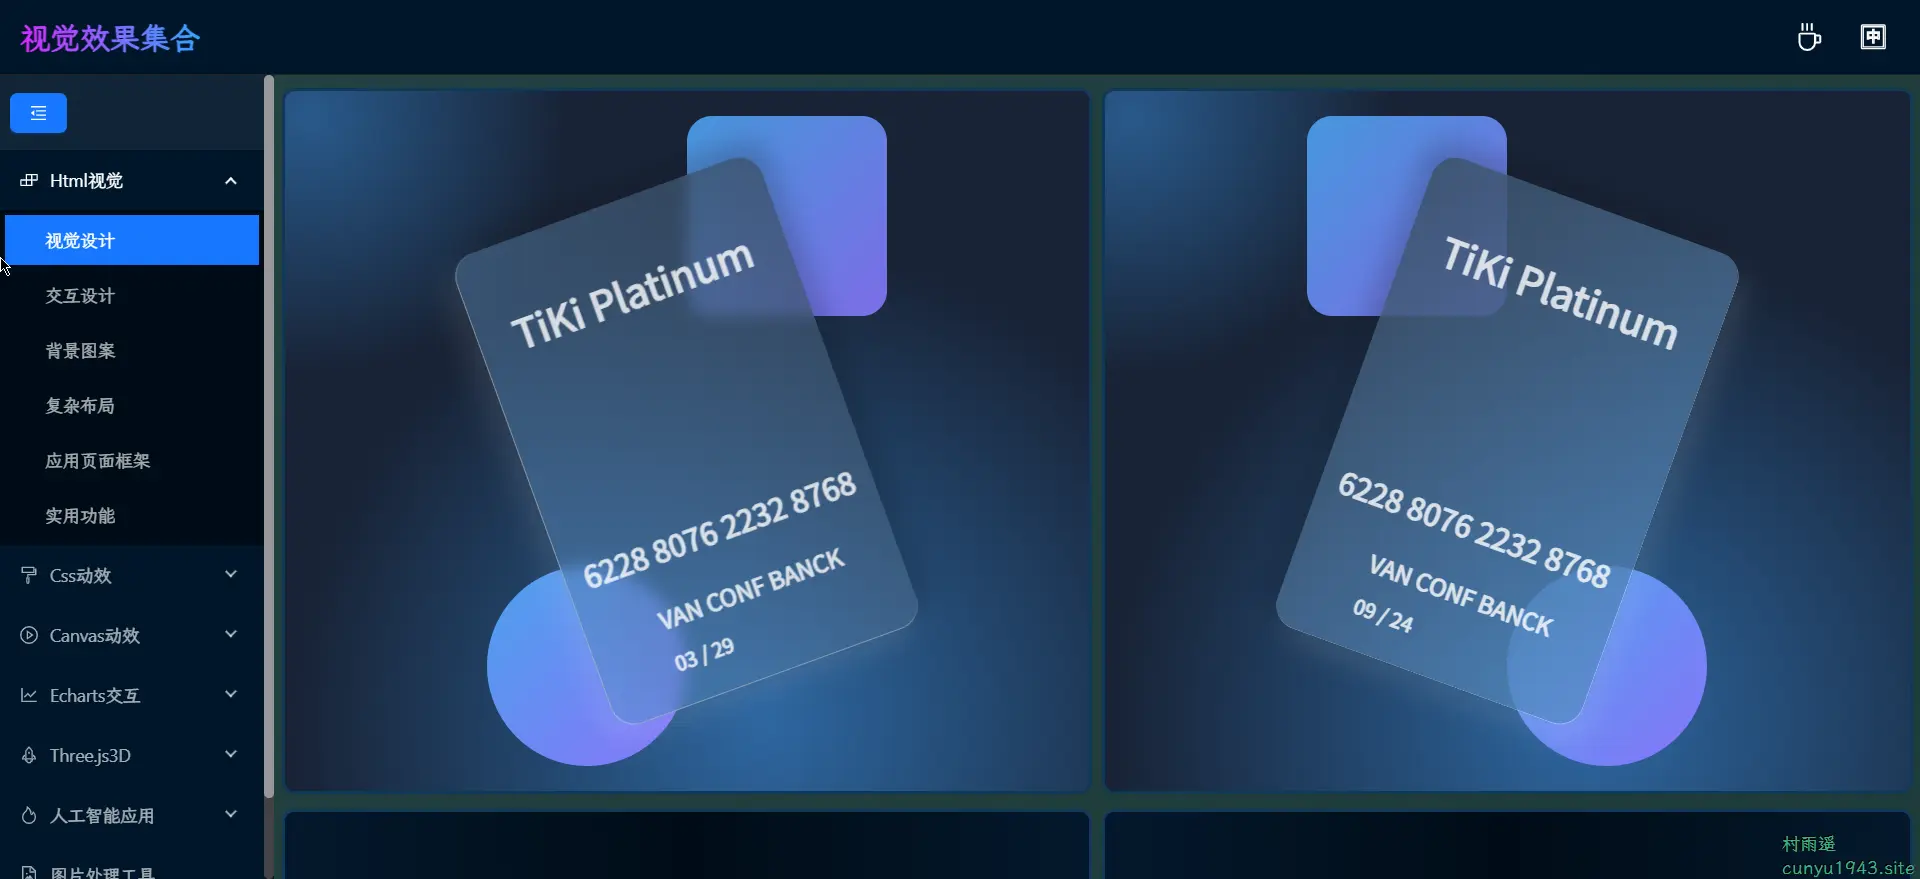 视觉效果集合
中
Html视觉
视觉设计
交互设计
背景图案
复杂布局
应用页面框架
实用功能
Css动效
Canvas动效
Echarts交互
Three.js3D
人工智能应用
图片处理工具
TiKi Platinum
6228 8076 2232 8768
VAN CONF BANCK
03 / 29
TiKi Platinum
6228 8076 2232 8768
VAN CONF BANCK
09 / 24
村雨遥
cunyu1943.site